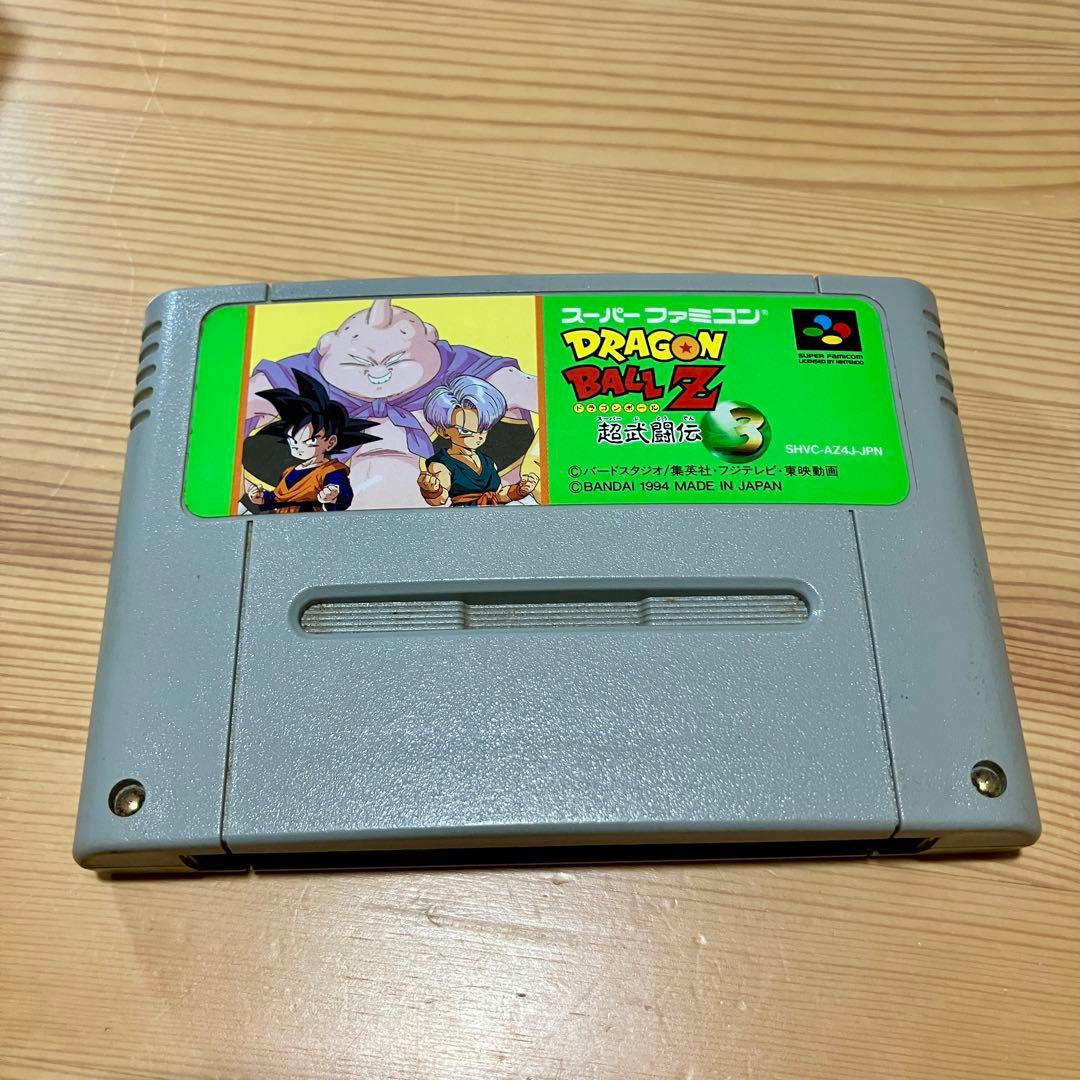 スーパーファミコン®
DRAGON
BALL Z
ドラゴンボール
スーパー ぶ とう でん
超武闘伝3
SUPER FAMICOM
LICENSED BY NINTENDO
SHVC-AZ4J-JPN
©バードスタジオ/集英社・フジテレビ・東映動画
©BANDAI 1994 MADE IN JAPAN